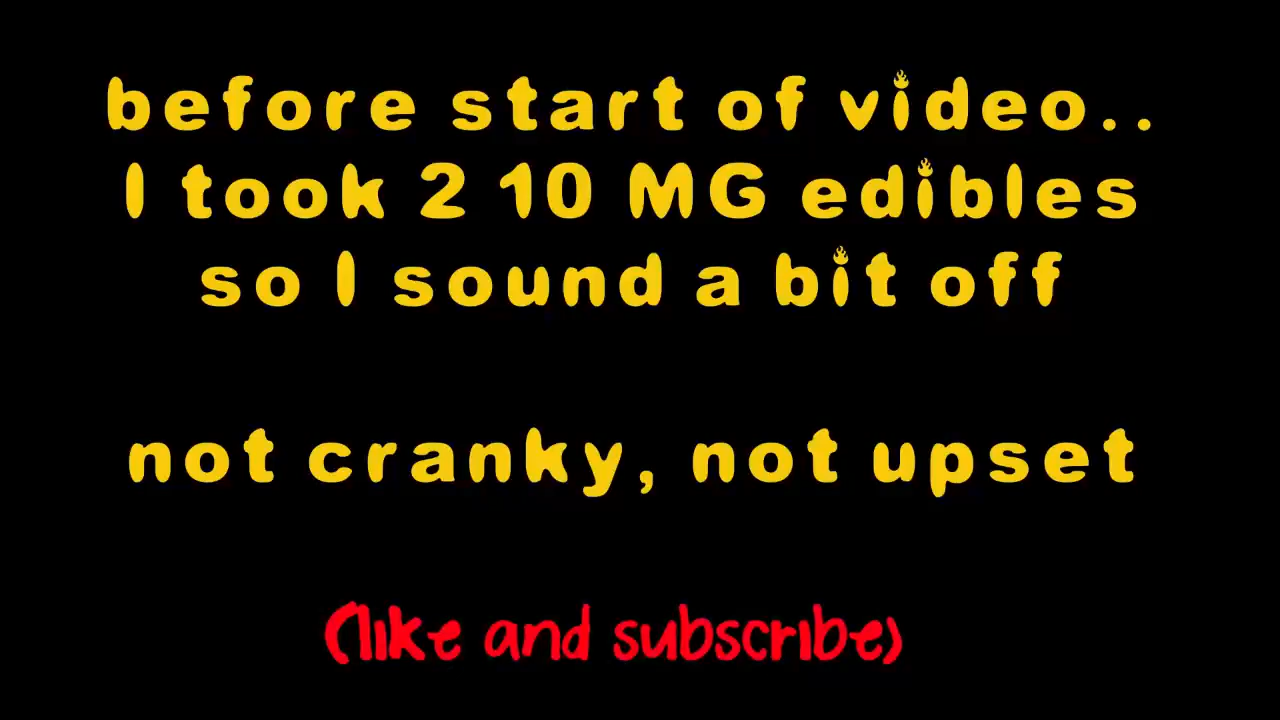 before start of video..
I took 2 10 MG edibles
so I sound a bit off
not cranky, not upset
(like and subscribe)